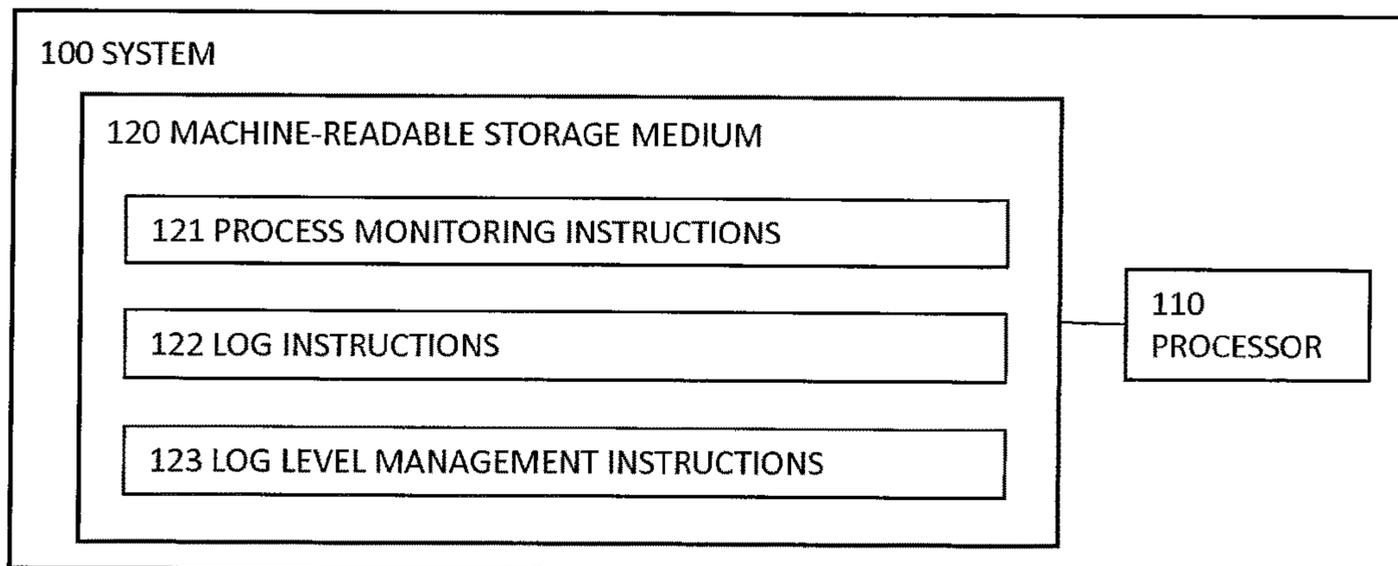 100 SYSTEM
120 MACHINE-READABLE STORAGE MEDIUM
121 PROCESS MONITORING INSTRUCTIONS
122 LOG INSTRUCTIONS
123 LOG LEVEL MANAGEMENT INSTRUCTIONS
110
PROCESSOR